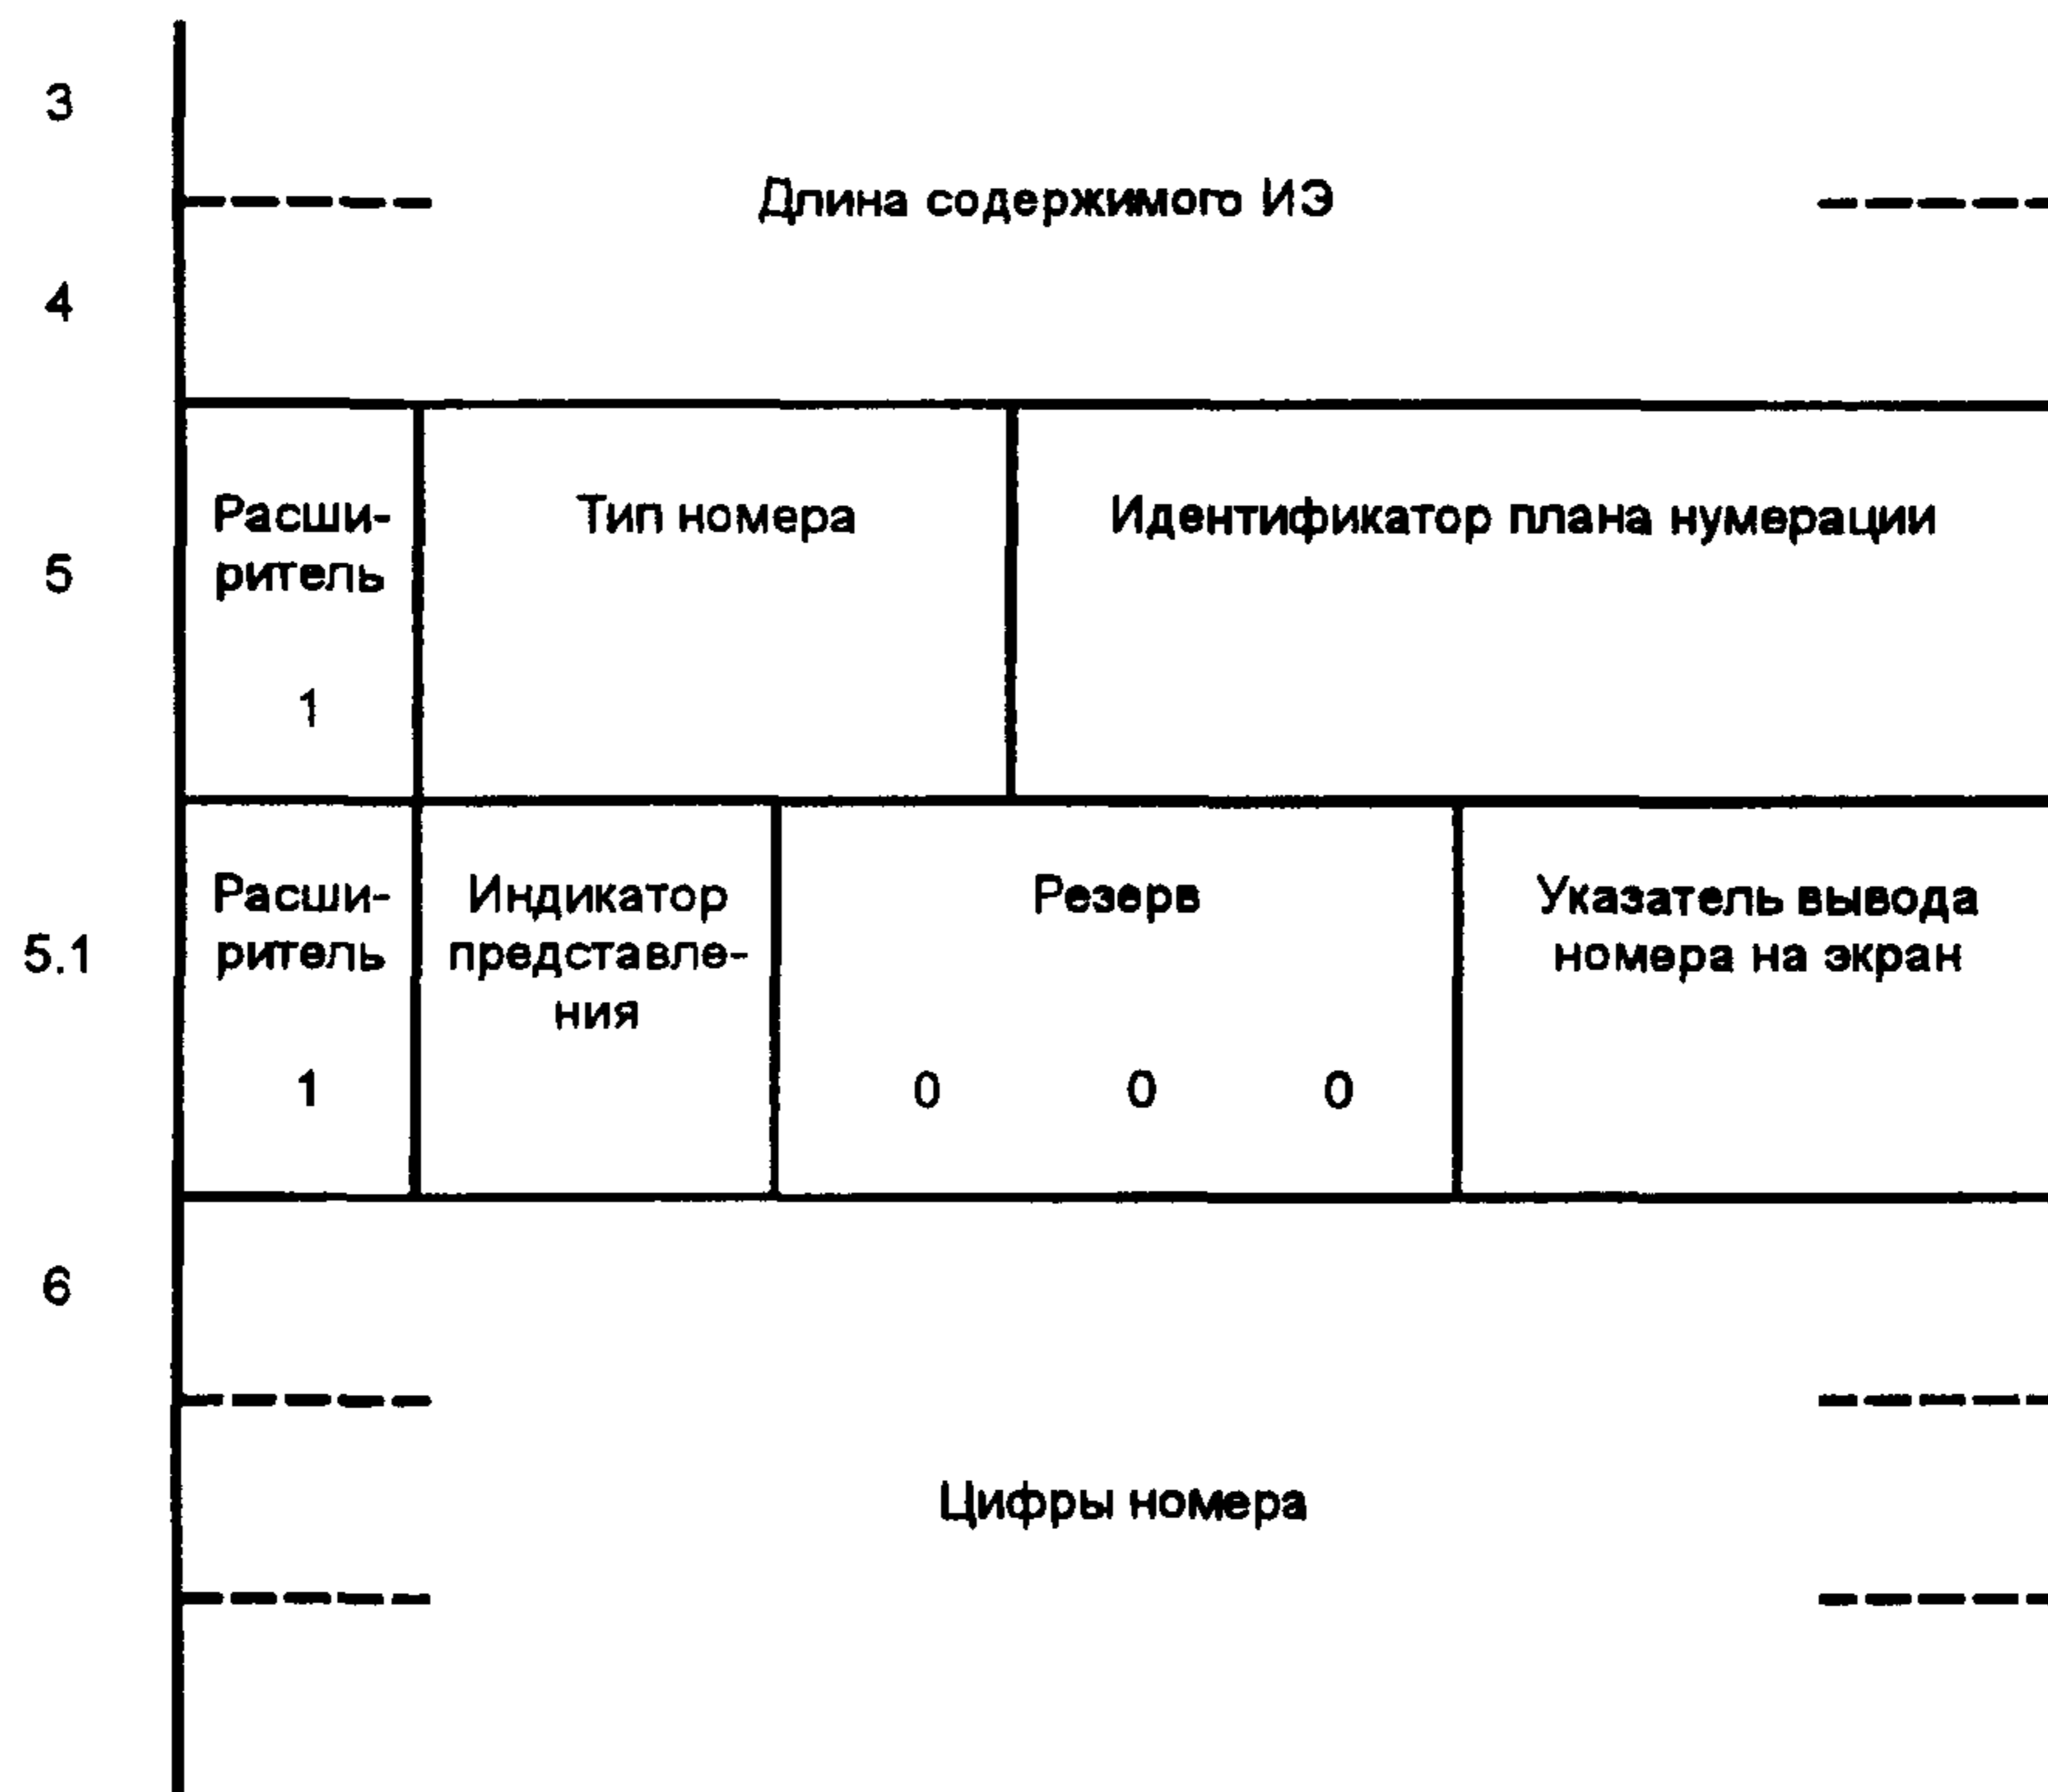 3
Длина содержимого ИЭ
4
Расши-
ритель
1
Тип номера
Идентификатор плана нумерации
5
Расши-
ритель
1
Индикатор
представле-
ния
Резерв
0 0 0
Указатель вывода
номера на экран
5.1
6
Цифры номера